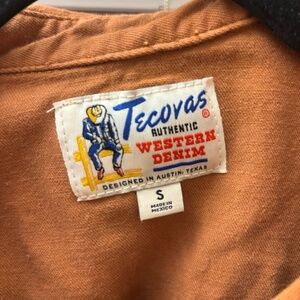 Tecovas
®
AUTHENTIC
WESTERN
DENIM
DESIGNED IN AUSTIN, TEXAS
S
MADE IN
MEXICO